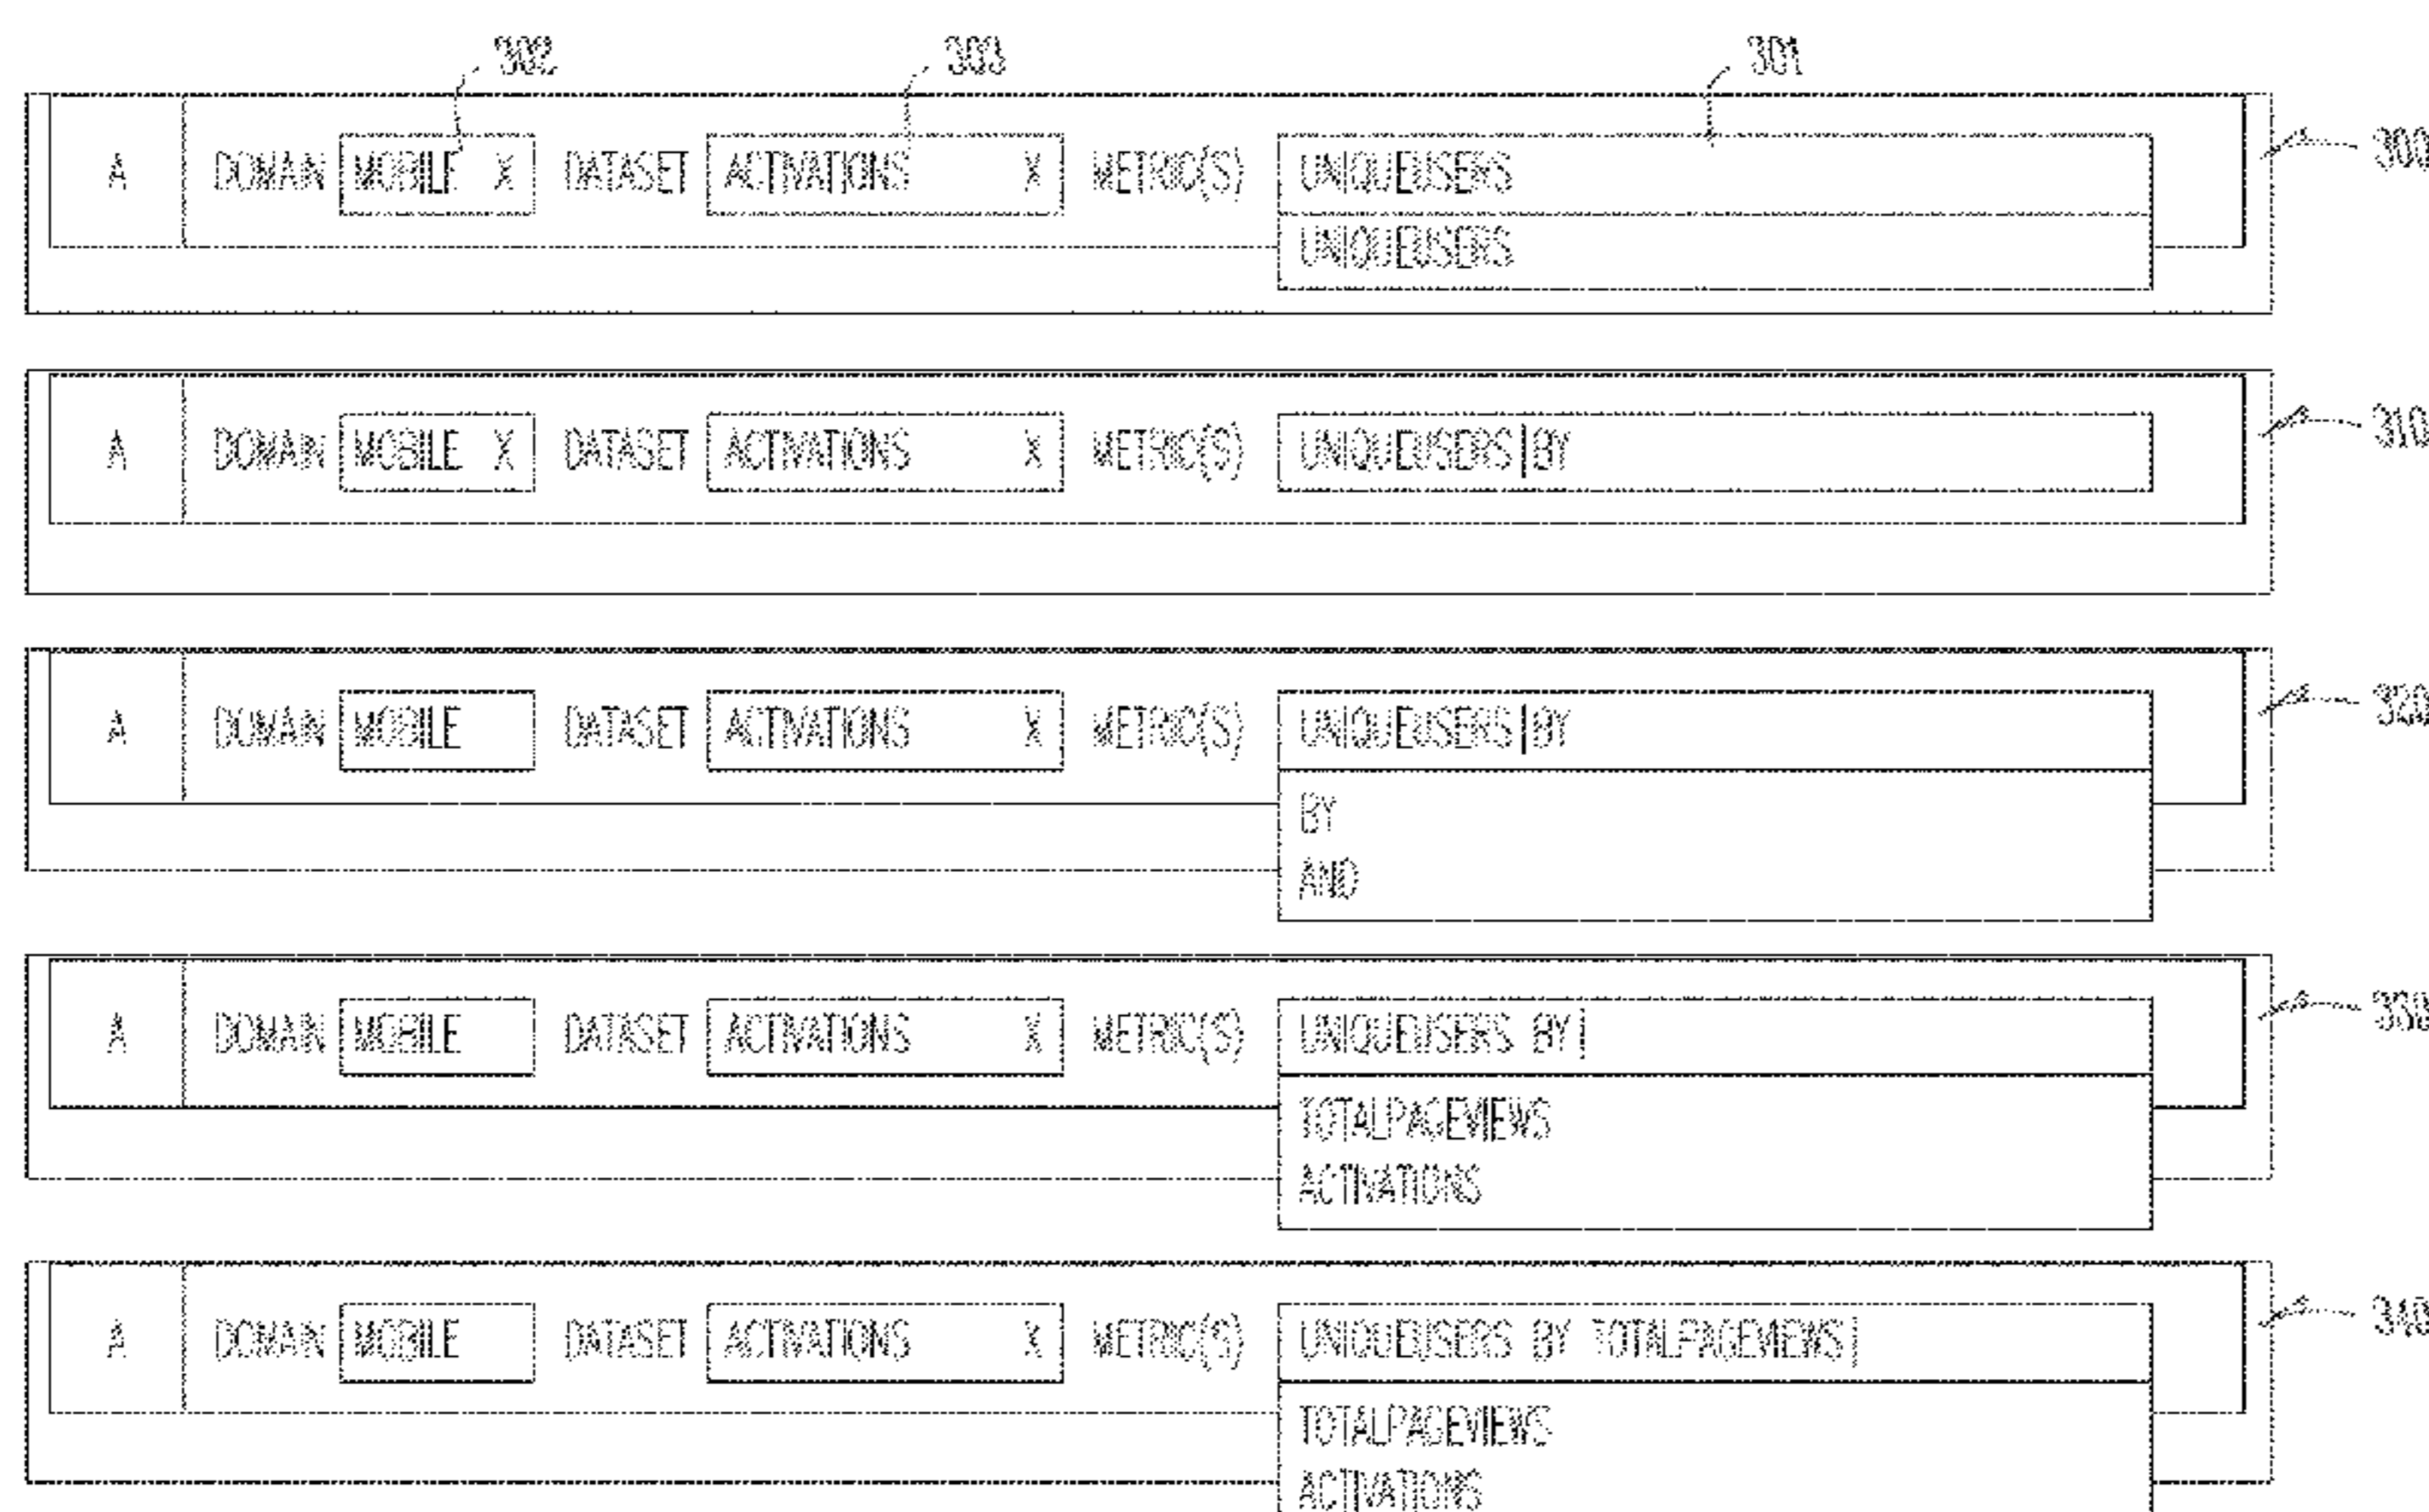 302 303 301
A DOMAIN MOBILE X DATASET ACTIVATIONS X METRIC(S) UNIQUEUSERS 300
UNIQUEUSERS
A DOMAIN MOBILE X DATASET ACTIVATIONS X METRIC(S) UNIQUEUSERS|BY 310
A DOMAIN MOBILE DATASET ACTIVATIONS X METRIC(S) UNIQUEUSERS|BY 320
BY
AND
A DOMAIN MOBILE DATASET ACTIVATIONS X METRIC(S) UNIQUEUSERS BY| 330
TOTALPAGEVIEWS
ACTIVATIONS
A DOMAIN MOBILE DATASET ACTIVATIONS X METRIC(S) UNIQUEUSERS BY TOTALPAGEVIEWS| 340
TOTALPAGEVIEWS
ACTIVATIONS